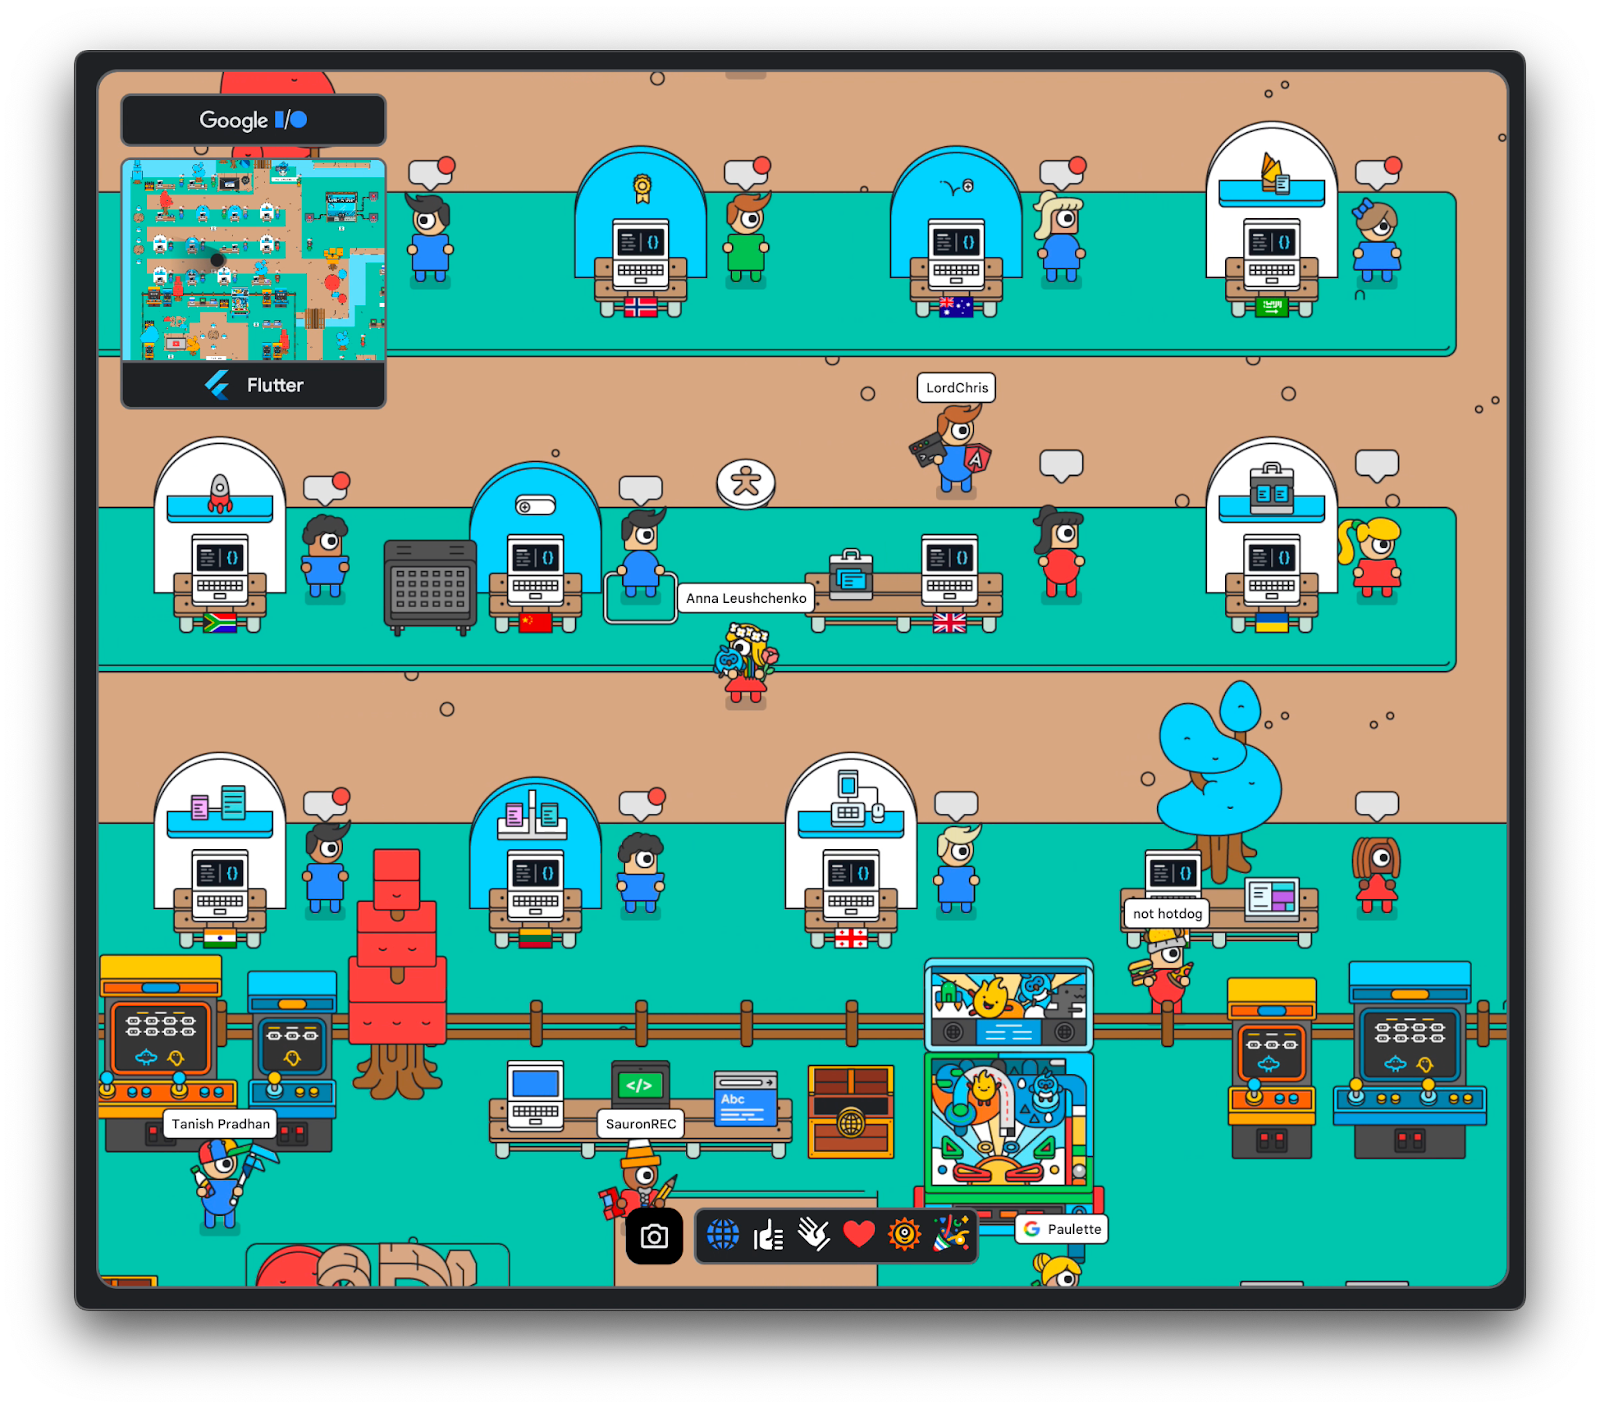 Google I/O
Flutter
LordChris
A
Anna Leushchenko
not hotdog
Tanish Pradhan
</>
Abc
SauronREC
G Paulette